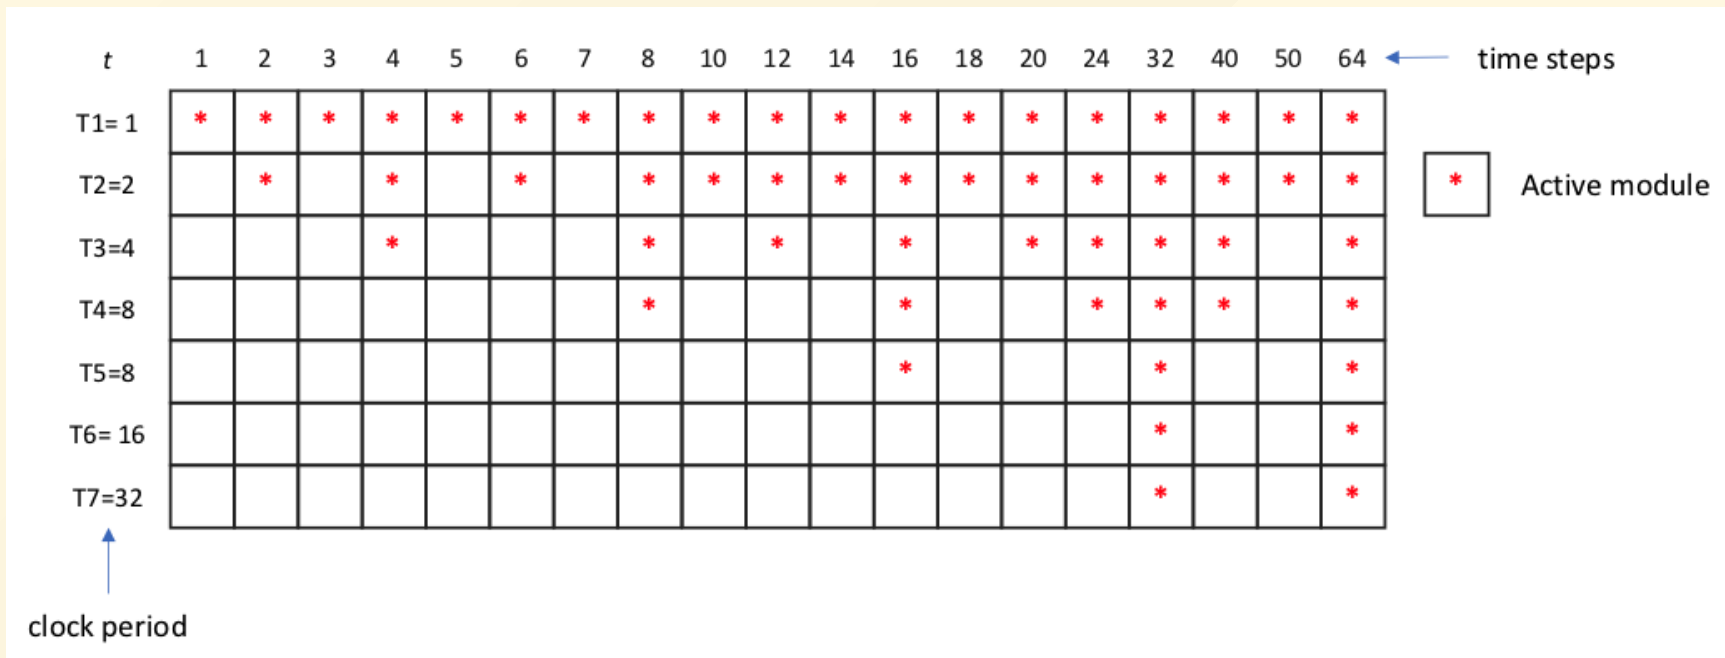 t 1 2 3 4 5 6 7 8 10 12 14 16 18 20 24 32 40 50 64 time steps
T1= 1 * * * * * * * * * * * * * * * * * * *
T2=2 * * * * * * * * * * * * * * *
* Active module
T3=4 * * * * * * * * *
T4=8 * * * * * *
T5=8 * * *
T6= 16 * *
T7=32 * *
clock period